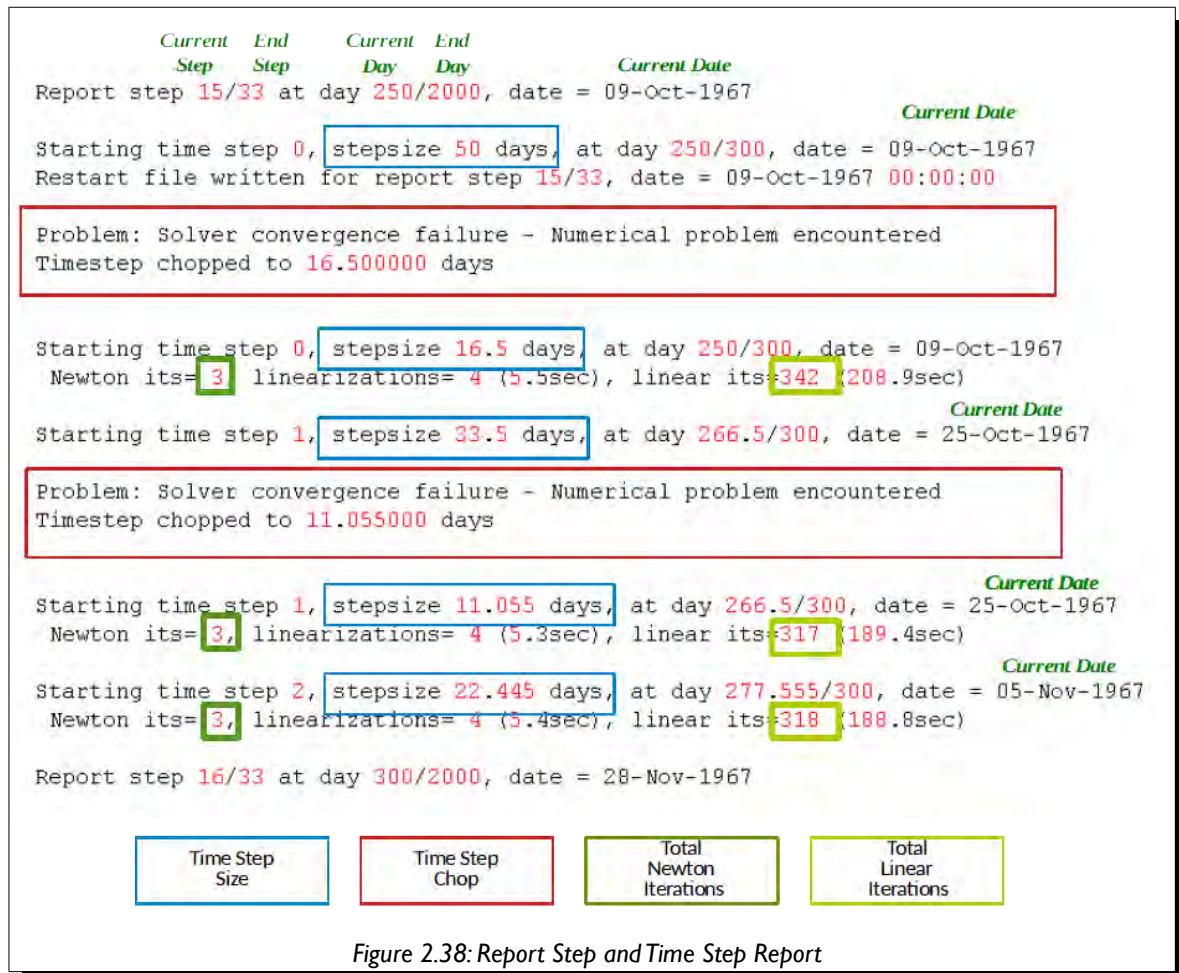 Current End Current End
Step Step Day Day Current Date
Report step 15/33 at day 250/2000, date = 09-Oct-1967
Current Date
Starting time step 0, stepsize 50 days, at day 250/300, date = 09-Oct-1967
Restart file written for report step 15/33, date = 09-Oct-1967 00:00:00
Problem: Solver convergence failure - Numerical problem encountered
Timestep chopped to 16.500000 days
Starting time step 0, stepsize 16.5 days, at day 250/300, date = 09-Oct-1967
Newton its= 3, linearizations= 4 (5.5sec), linear its=342 (208.9sec)
Current Date
Starting time step 1, stepsize 33.5 days, at day 266.5/300, date = 25-Oct-1967
Problem: Solver convergence failure - Numerical problem encountered
Timestep chopped to 11.055000 days
Current Date
Starting time step 1, stepsize 11.055 days, at day 266.5/300, date = 25-Oct-1967
Newton its= 3, linearizations= 4 (5.3sec), linear its=317 (189.4sec)
Current Date
Starting time step 2, stepsize 22.445 days, at day 277.555/300, date = 05-Nov-1967
Newton its= 3, linearizations= 4 (5.4sec), linear its=318 (188.8sec)
Report step 16/33 at day 300/2000, date = 28-Nov-1967
Time Step Time Step Total Total
Size Chop Newton Linear
Iterations Iterations
Figure 2.38: Report Step and Time Step Report